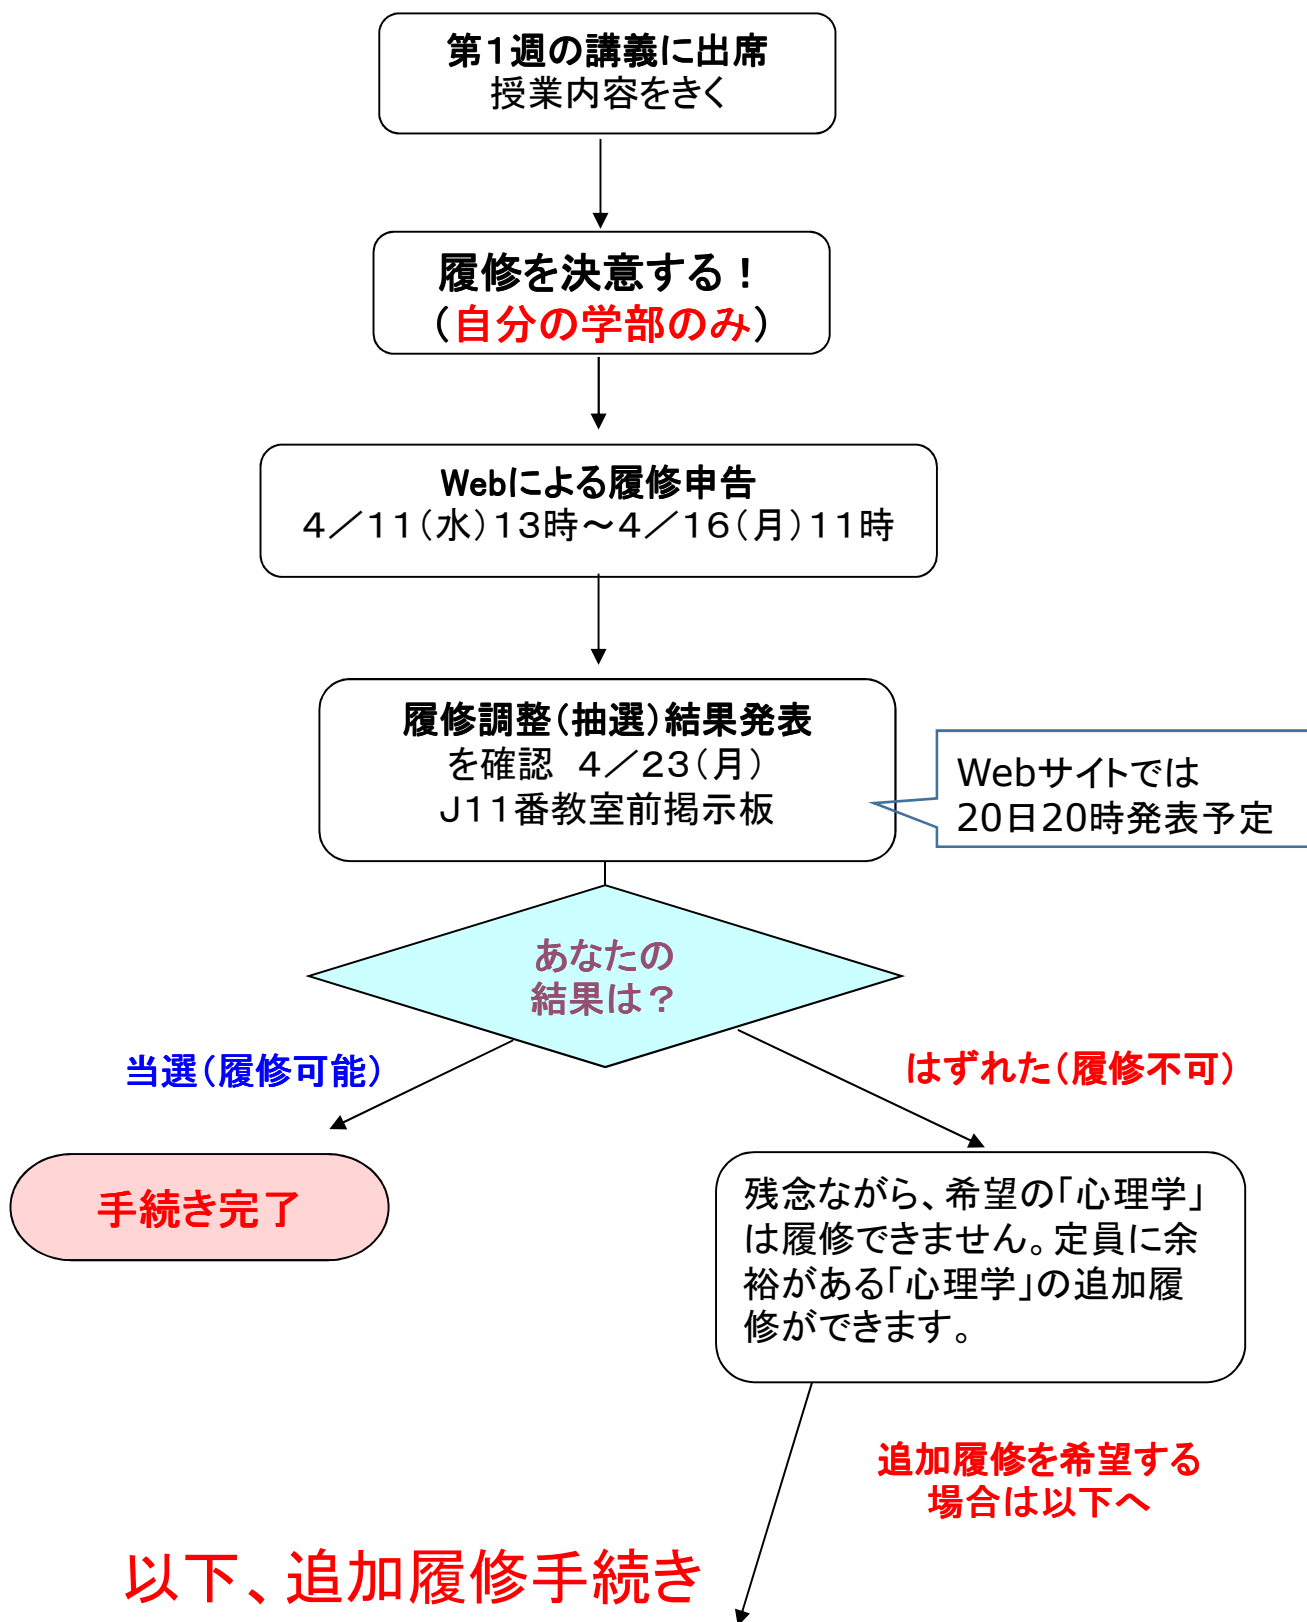 第１週の講義に出席
授業内容をきく
履修を決意する！
（自分の学部のみ）
Webによる履修申告
４／１１（水）１３時～４／１６（月）１１時
履修調整（抽選）結果発表
を確認　４／２３（月）
Ｊ１１番教室前掲示板
Webサイトでは
20日20時発表予定
あなたの
結果は？
当選（履修可能）
はずれた（履修不可）
手続き完了
残念ながら、希望の「心理学」
は履修できません。定員に余
裕がある「心理学」の追加履
修ができます。
追加履修を希望する
場合は以下へ
以下、追加履修手続き